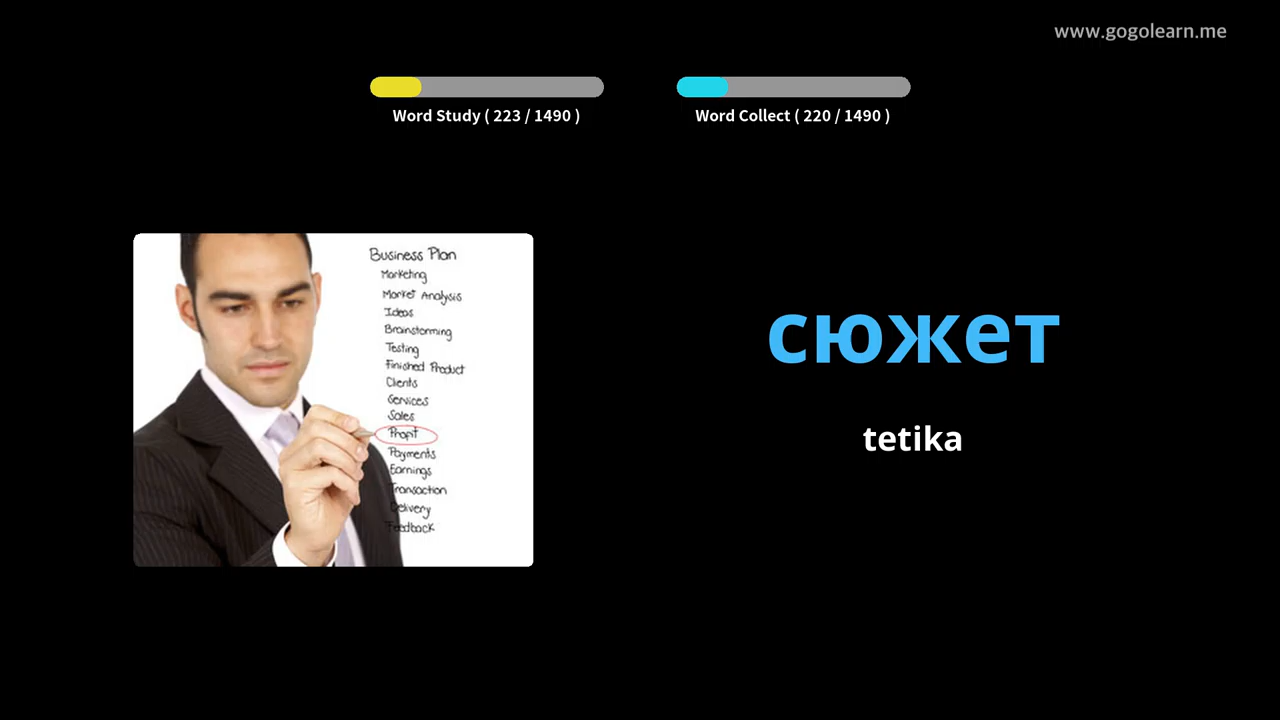 www.gogolearn.me
Word Study ( 223 / 1490 )
Word Collect ( 220 / 1490 )
Business Plan
Marketing
Market Analysis
Ideas
Brainstorming
Testing
Finished Product
Clients
Services
Sales
Profit
Payments
Earnings
Transaction
Delivery
Feedback
сюжет
tetika